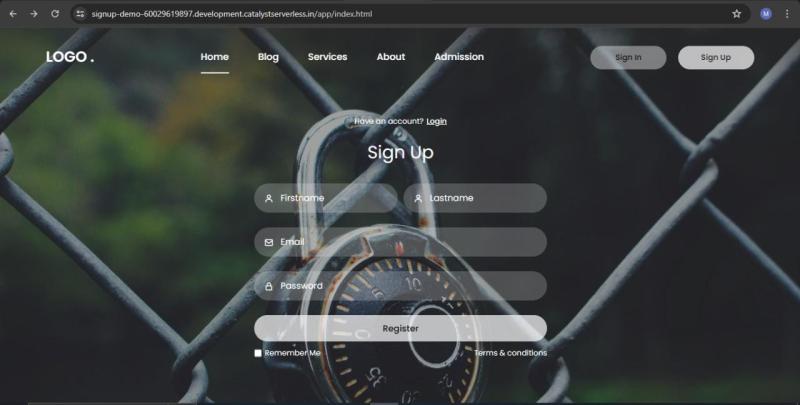 signup-demo-60029619897.development.catalystserverless.in/app/index.html
M
LOGO . Home Blog Services About Admission Sign In Sign Up
Have an account? Login
Sign Up
Firstname Lastname
Email
Password
Register
Remember Me Terms & conditions
10